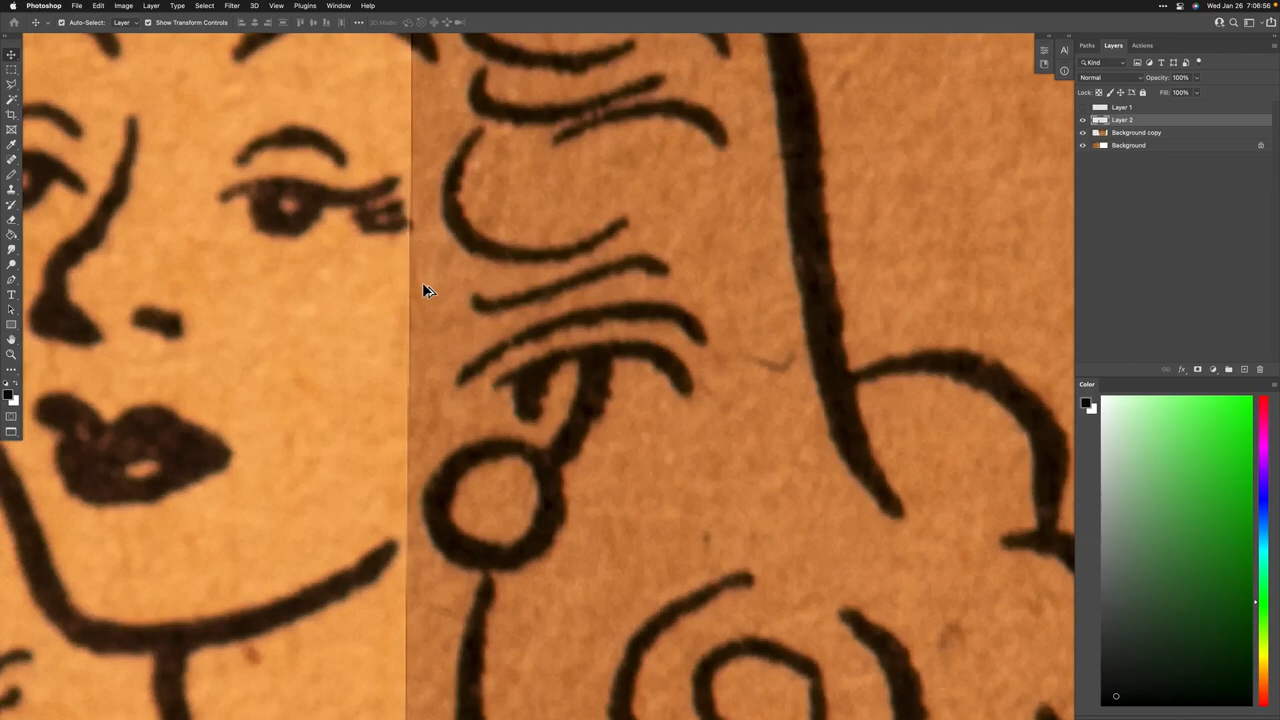 Photoshop File Edit Image Layer Type Select Filter 3D View Plugins Window Help Wed Jan 26 7:06:56
Auto-Select: Layer Show Transform Controls 3D Mode:
Paths Layers Actions
Kind
Normal Opacity: 100%
Lock: Fill: 100%
Layer 1
Layer 2
Background copy
Background
Color